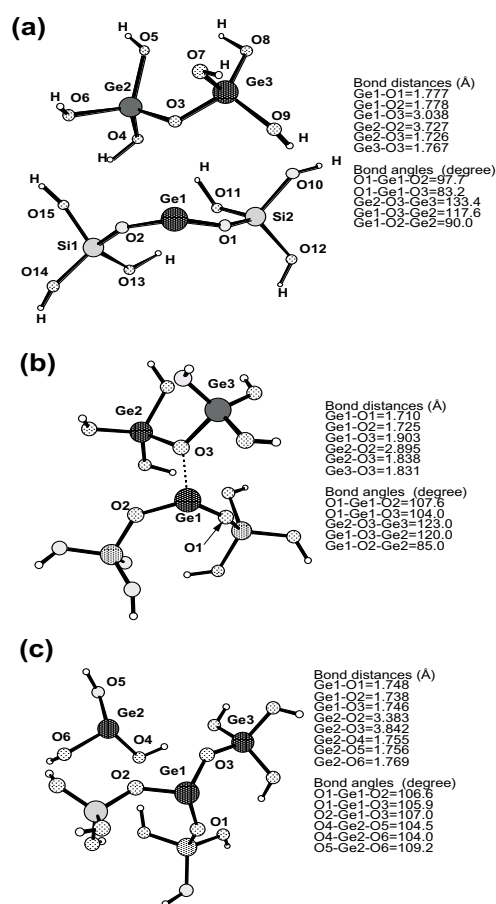 (a)
H
H
O5
O7
O8
Ge2
H
Ge3
H
O6
O3
O9
O4
H
H
Bond distances (Å)
Ge1-O1=1.777
Ge1-O2=1.778
Ge1-O3=3.038
Ge2-O2=3.727
Ge2-O3=1.726
Ge3-O3=1.767
Bond angles (degree)
O1-Ge1-O2=97.7
O1-Ge1-O3=83.2
Ge2-O3-Ge3=133.4
Ge1-O3-Ge2=117.6
Ge1-O2-Ge2=90.0
H
H
H
O10
O11
O15
Ge1
Si2
O2
O1
Si1
H
O12
O14
O13
H
H
(b)
Ge3
Ge2
O3
O2
Ge1
O1
Bond distances (Å)
Ge1-O1=1.710
Ge1-O2=1.725
Ge1-O3=1.903
Ge2-O2=2.895
Ge2-O3=1.838
Ge3-O3=1.831
Bond angles (degree)
O1-Ge1-O2=107.6
O1-Ge1-O3=104.0
Ge2-O3-Ge3=123.0
Ge1-O3-Ge2=120.0
Ge1-O2-Ge2=85.0
(c)
O5
Ge2
Ge3
O4
O6
O3
Ge1
O2
O1
Bond distances (Å)
Ge1-O1=1.748
Ge1-O2=1.738
Ge1-O3=1.746
Ge2-O2=3.383
Ge2-O3=3.842
Ge2-O4=1.755
Ge2-O5=1.756
Ge2-O6=1.769
Bond angles (degree)
O1-Ge1-O2=106.6
O1-Ge1-O3=105.9
O2-Ge1-O3=107.0
O4-Ge2-O5=104.5
O4-Ge2-O6=104.0
O5-Ge2-O6=109.2